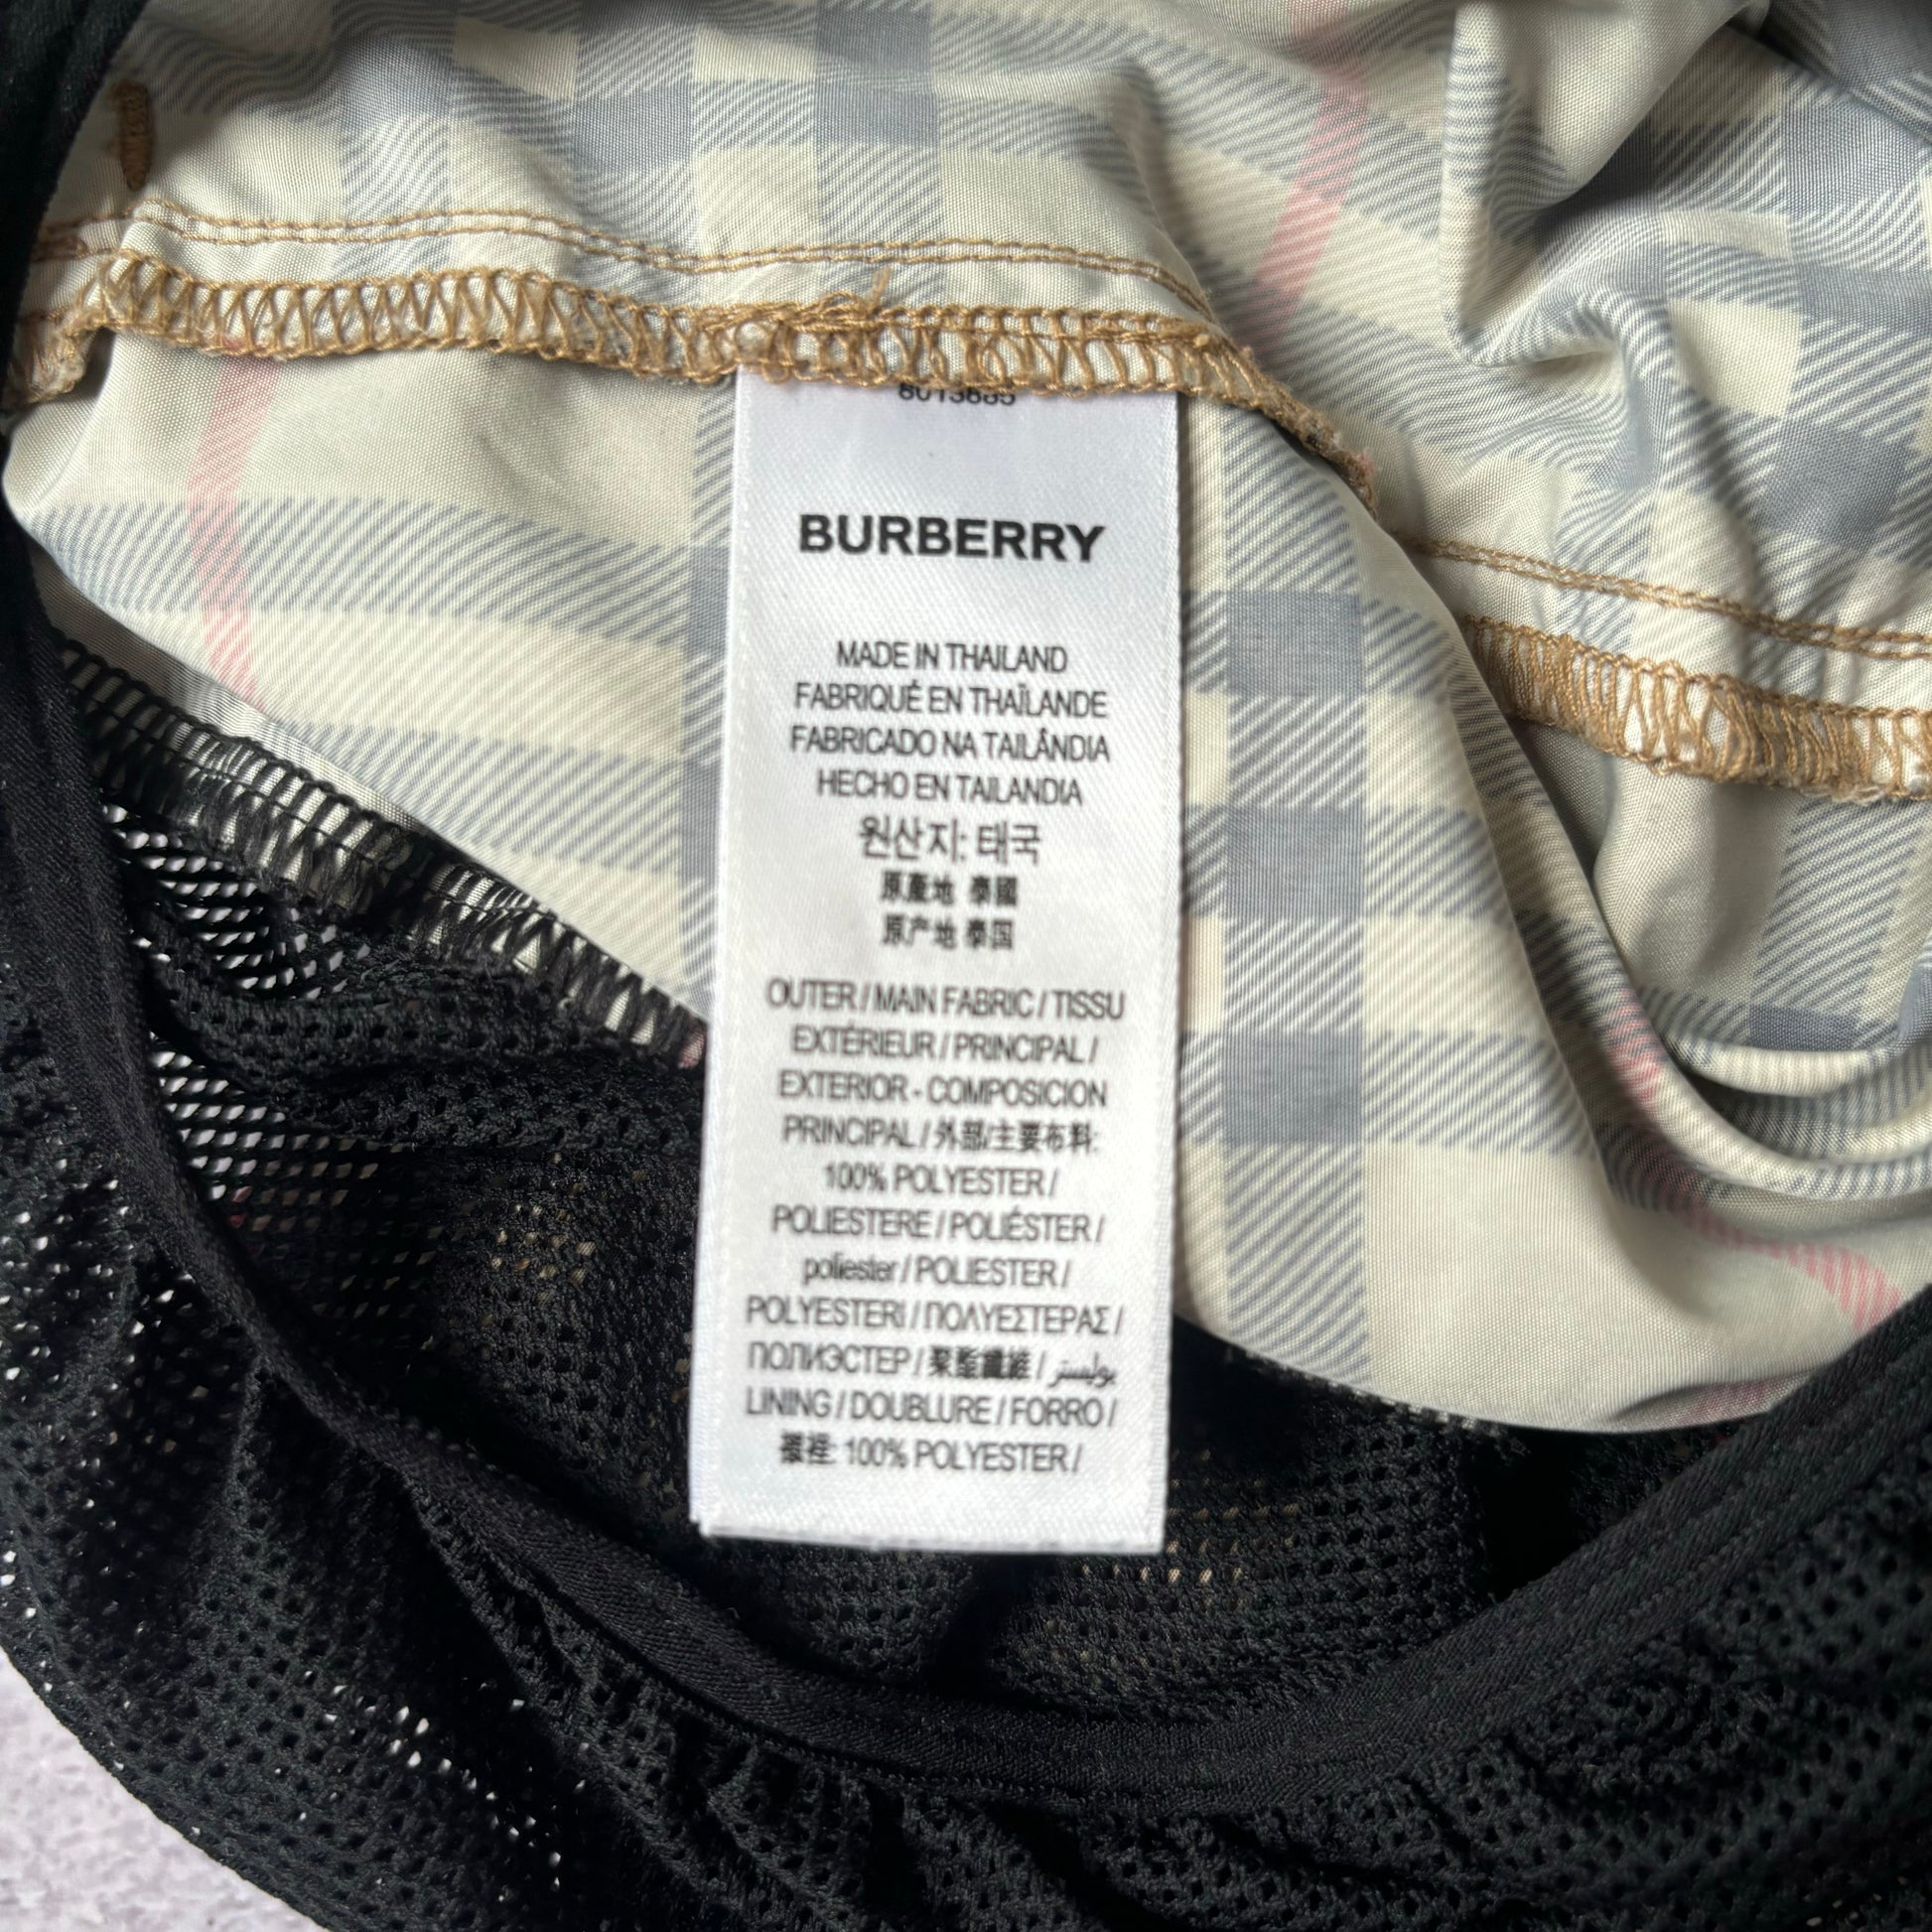 8013685
BURBERRY
MADE IN THAILAND
FABRIQUÉ EN THAÏLANDE
FABRICADO NA TAILÂNDIA
HECHO EN TAILANDIA
원산지: 태국
原產地 泰國
原产地 泰国
OUTER / MAIN FABRIC / TISSU
EXTÉRIEUR / PRINCIPAL /
EXTERIOR - COMPOSICION
PRINCIPAL / 外部/主要布料:
100% POLYESTER /
POLIESTERE / POLIÉSTER /
poliester / POLIESTER /
POLYESTERI / ΠΟΛΥΕΣΤΕΡΑΣ /
ПОЛИЭСТЕР / 聚酯纖維 / بولستر
LINING / DOUBLURE / FORRO /
襯裡: 100% POLYESTER /